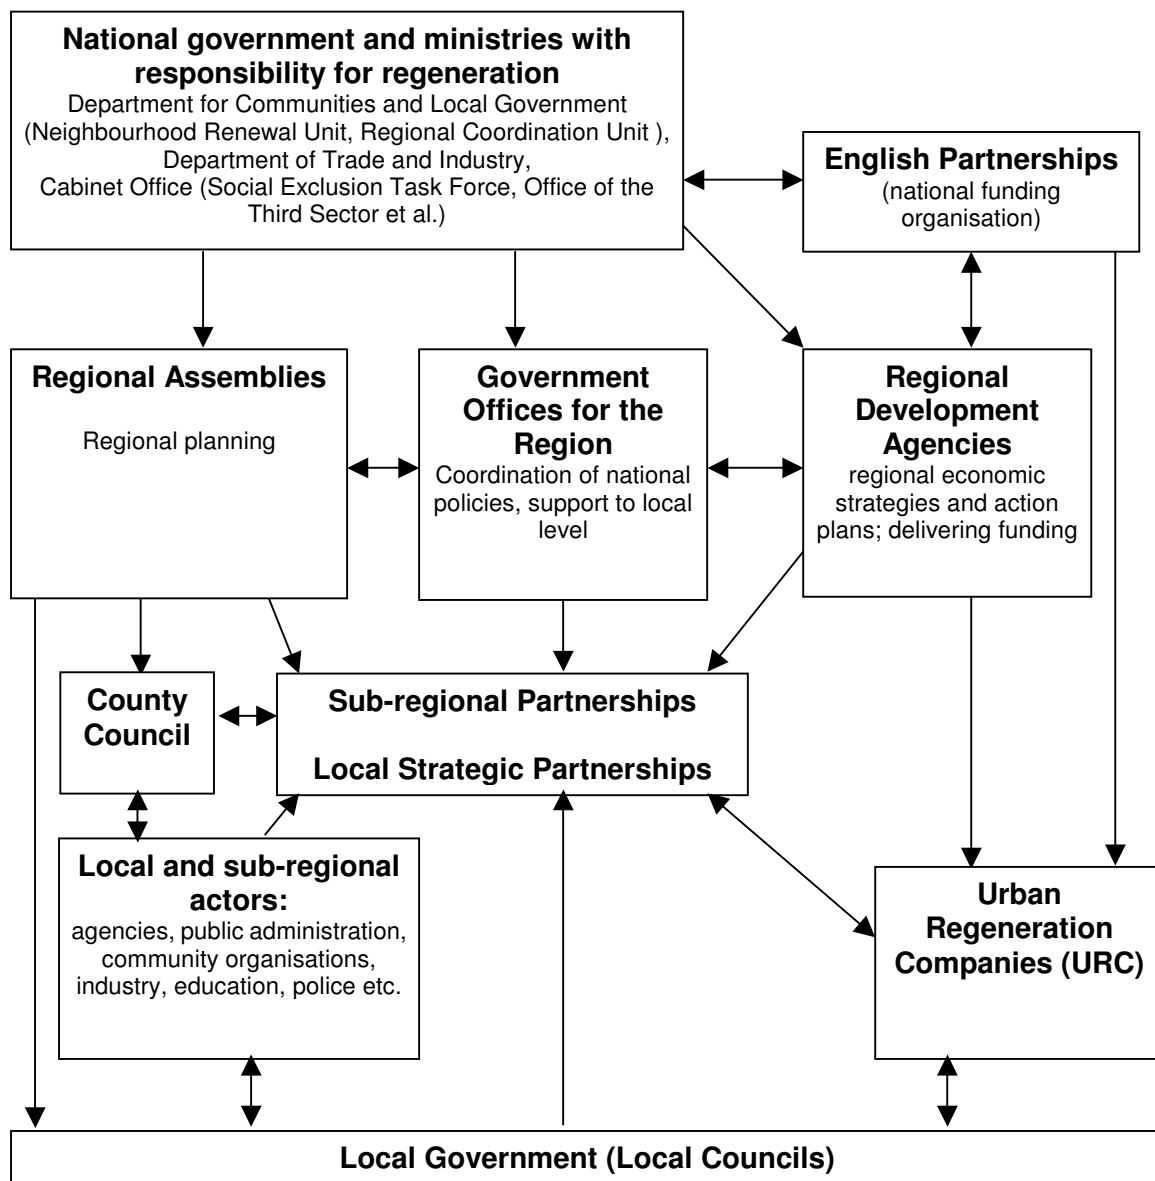 National government and ministries with
responsibility for regeneration
Department for Communities and Local Government
(Neighbourhood Renewal Unit, Regional Coordination Unit ),
Department of Trade and Industry,
Cabinet Office (Social Exclusion Task Force, Office of the
Third Sector et al.)
English Partnerships
(national funding
organisation)
Regional Assemblies
Regional planning
Government
Offices for the
Region
Coordination of national
policies, support to local
level
Regional
Development
Agencies
regional economic
strategies and action
plans; delivering funding
County
Council
Sub-regional Partnerships
Local Strategic Partnerships
Local and sub-regional
actors:
agencies, public administration,
community organisations,
industry, education, police etc.
Urban
Regeneration
Companies (URC)
Local Government (Local Councils)